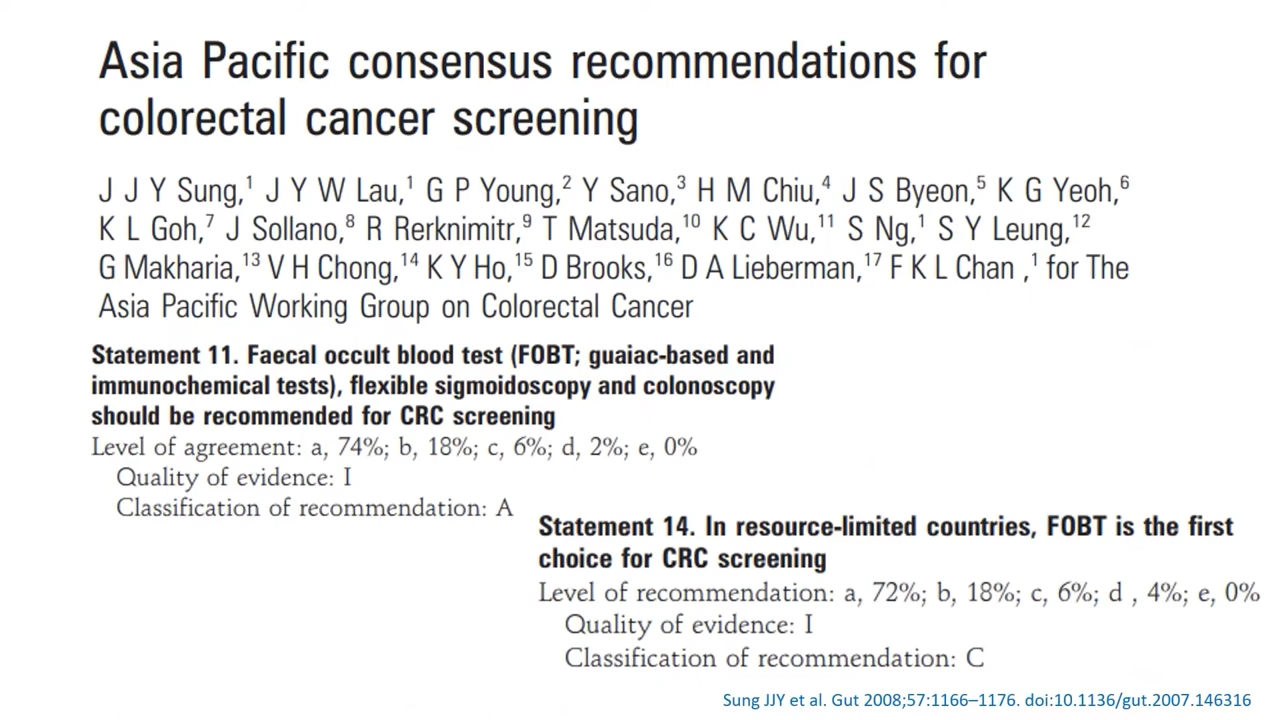 Asia Pacific consensus recommendations for
colorectal cancer screening
J J Y Sung,1 J Y W Lau,1 G P Young,2 Y Sano,3 H M Chiu,4 J S Byeon,5 K G Yeoh,6
K L Goh,7 J Sollano,8 R Rerknimitr,9 T Matsuda,10 K C Wu,11 S Ng,1 S Y Leung,12
G Makharia,13 V H Chong,14 K Y Ho,15 D Brooks,16 D A Lieberman,17 F K L Chan ,1 for The
Asia Pacific Working Group on Colorectal Cancer
Statement 11. Faecal occult blood test (FOBT; guaiac-based and
immunochemical tests), flexible sigmoidoscopy and colonoscopy
should be recommended for CRC screening
Level of agreement: a, 74%; b, 18%; c, 6%; d, 2%; e, 0%
Quality of evidence: I
Classification of recommendation: A
Statement 14. In resource-limited countries, FOBT is the first
choice for CRC screening
Level of recommendation: a, 72%; b, 18%; c, 6%; d , 4%; e, 0%
Quality of evidence: I
Classification of recommendation: C
Sung JJY et al. Gut 2008;57:1166–1176. doi:10.1136/gut.2007.146316